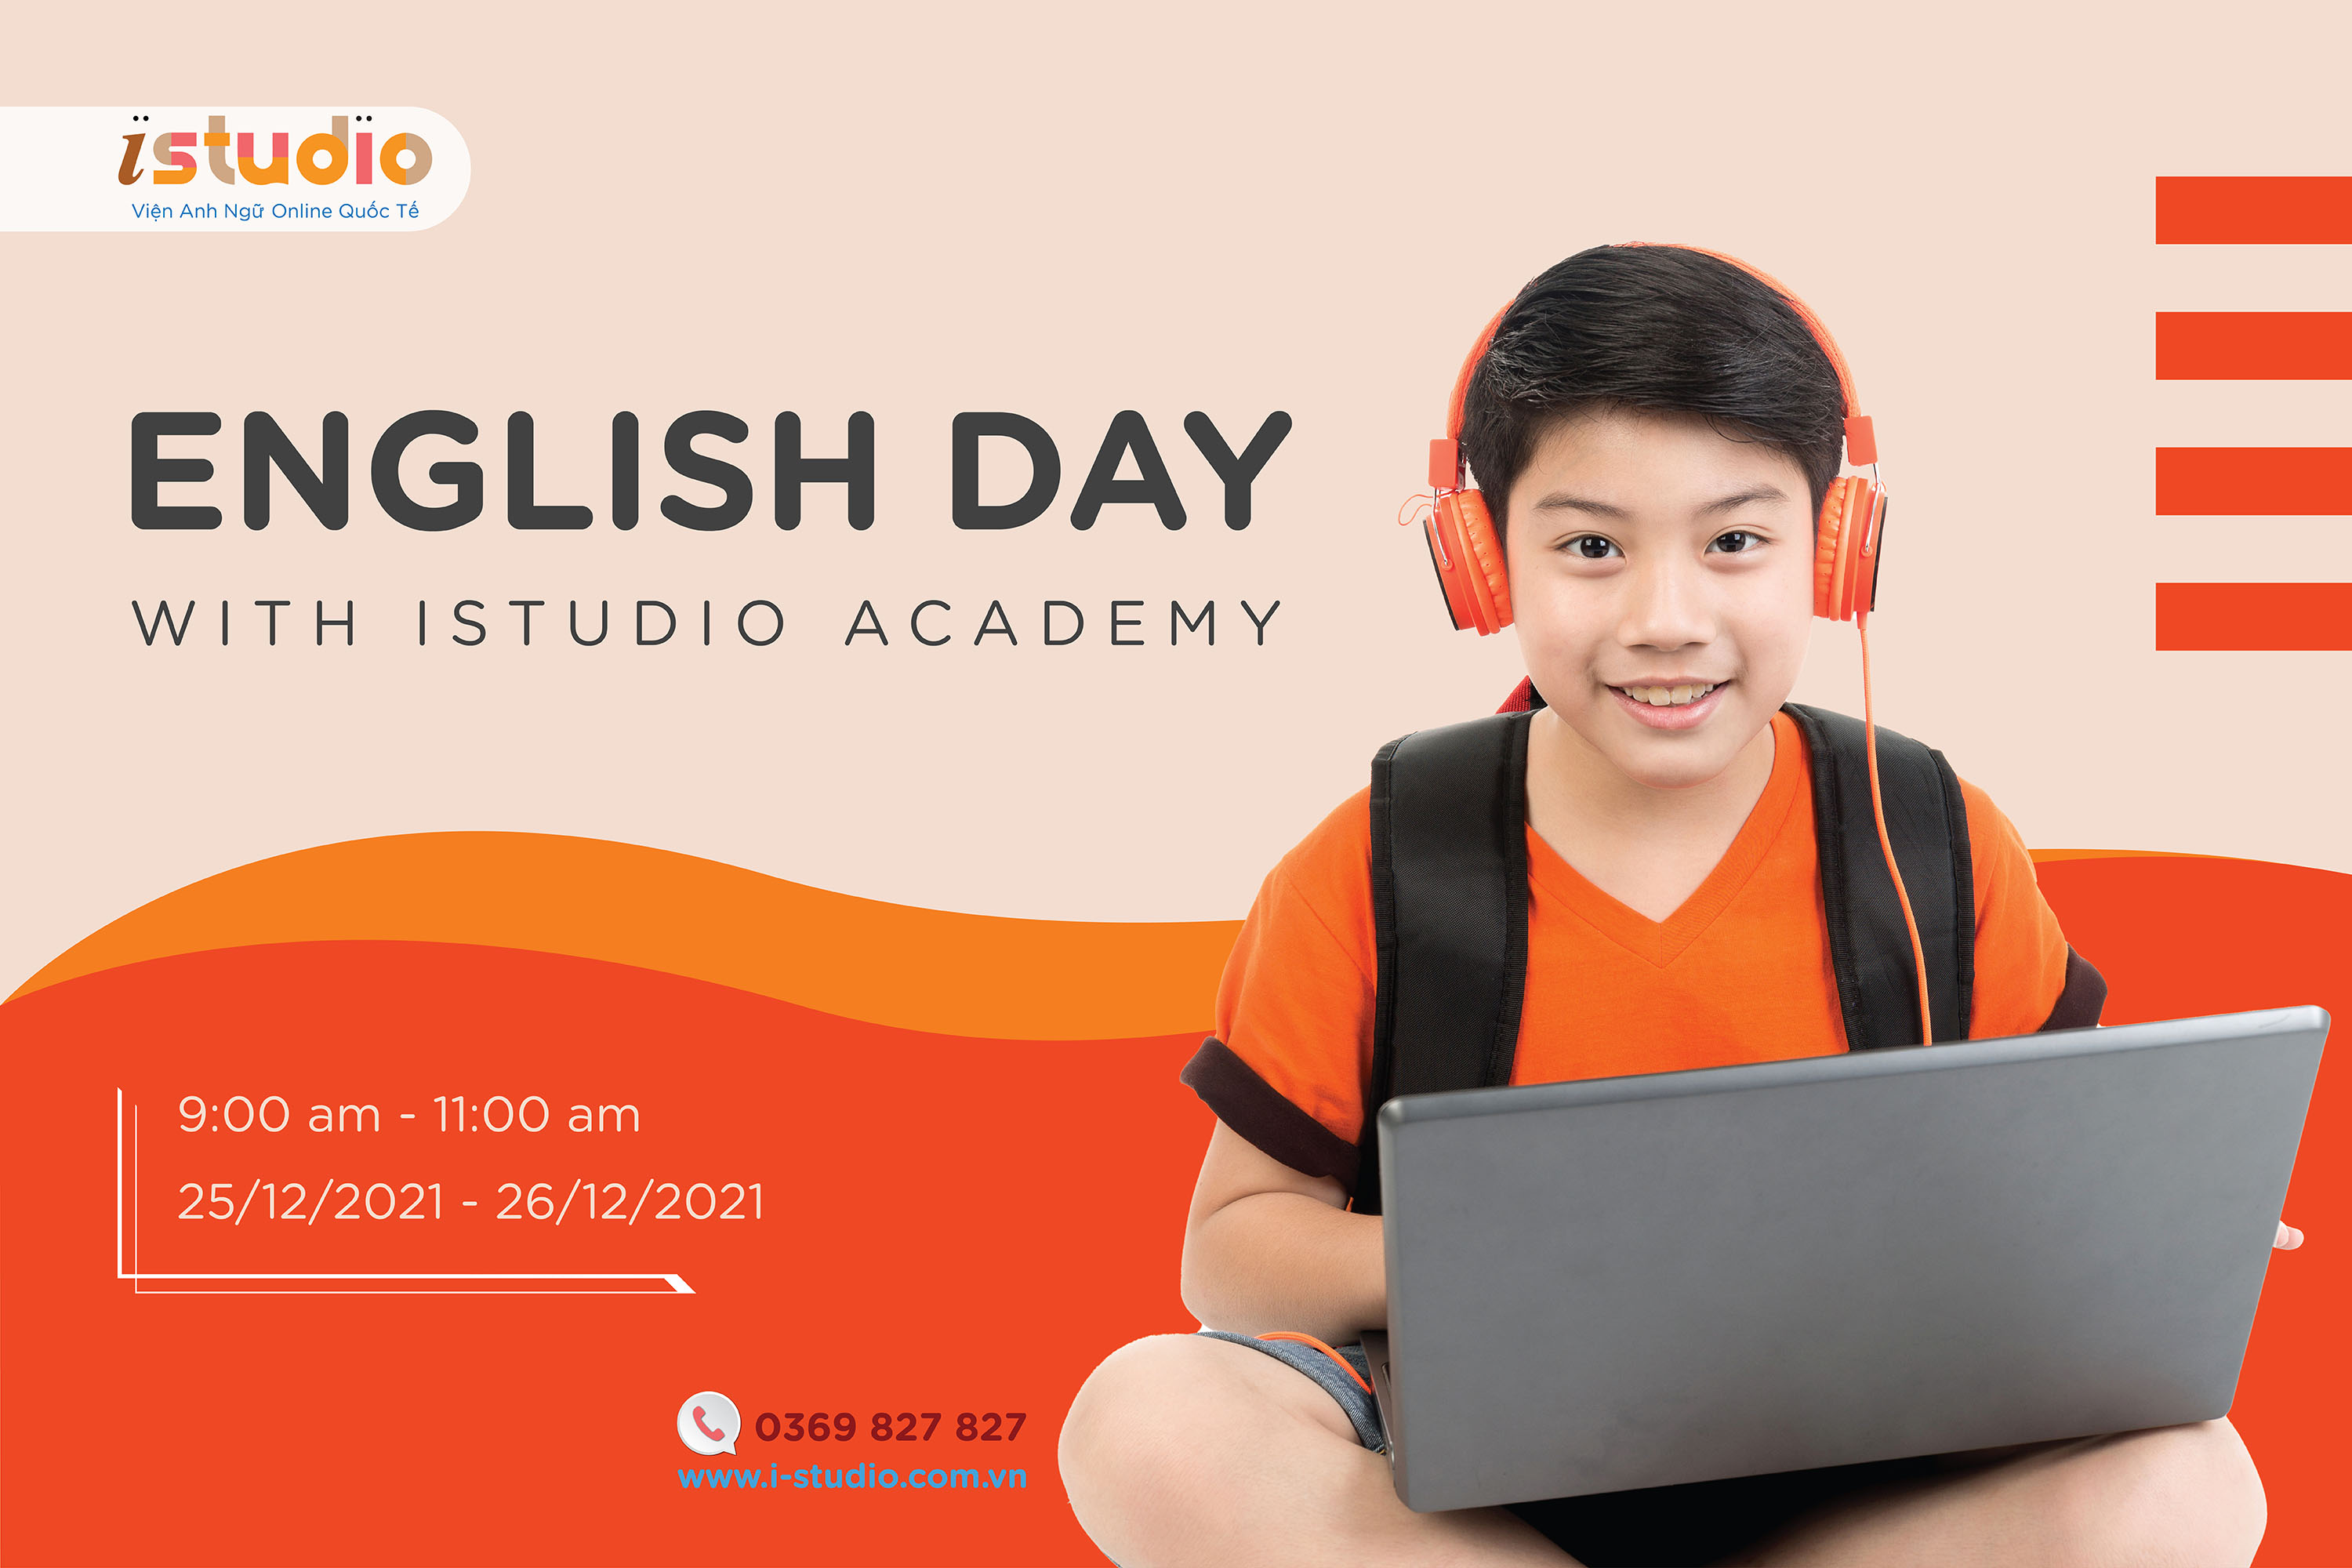 ïstudïo
Viện Anh Ngữ Online Quốc Tế
ENGLISH DAY
WITH ISTUDIO ACADEMY
9:00 am - 11:00 am
25/12/2021 - 26/12/2021
0369 827 827
www.i-studio.com.vn